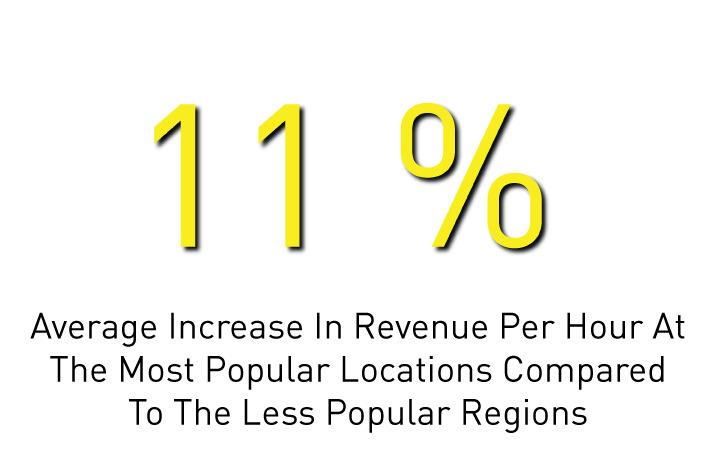 11 %
Average Increase In Revenue Per Hour At
The Most Popular Locations Compared
To The Less Popular Regions